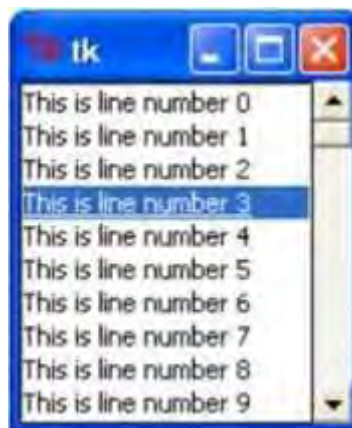 tk
This is line number 0
This is line number 1
This is line number 2
This is line number 3
This is line number 4
This is line number 5
This is line number 6
This is line number 7
This is line number 8
This is line number 9